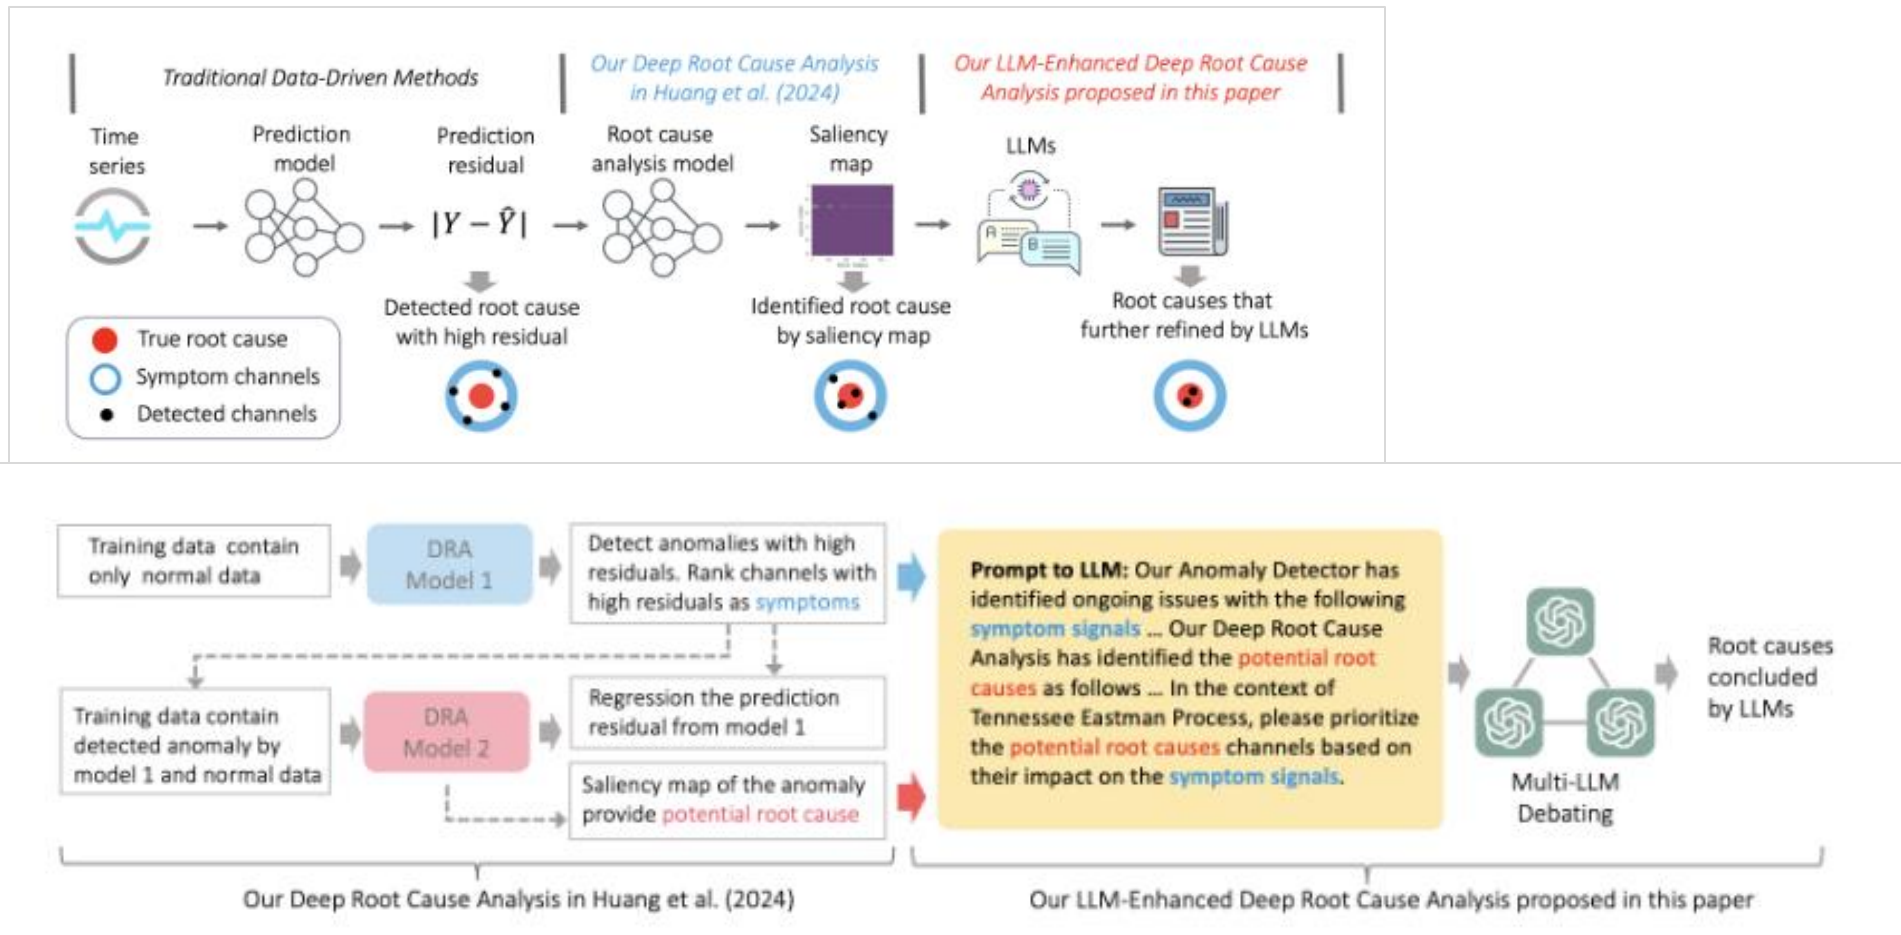 Traditional Data-Driven Methods
Our Deep Root Cause Analysis
in Huang et al. (2024)
Our LLM-Enhanced Deep Root Cause
Analysis proposed in this paper
Time
series
Prediction
model
Prediction
residual
Root cause
analysis model
Saliency
map
LLMs
|Y − Ŷ|
A
B
Detected root cause
with high residual
Identified root cause
by saliency map
Root causes that
further refined by LLMs
True root cause
Symptom channels
Detected channels
Training data contain
only normal data
DRA
Model 1
Detect anomalies with high
residuals. Rank channels with
high residuals as symptoms
Training data contain
detected anomaly by
model 1 and normal data
DRA
Model 2
Regression the prediction
residual from model 1
Saliency map of the anomaly
provide potential root cause
Prompt to LLM: Our Anomaly Detector has
identified ongoing issues with the following
symptom signals ... Our Deep Root Cause
Analysis has identified the potential root
causes as follows ... In the context of
Tennessee Eastman Process, please prioritize
the potential root causes channels based on
their impact on the symptom signals.
Multi-LLM
Debating
Root causes
concluded
by LLMs
Our Deep Root Cause Analysis in Huang et al. (2024)
Our LLM-Enhanced Deep Root Cause Analysis proposed in this paper